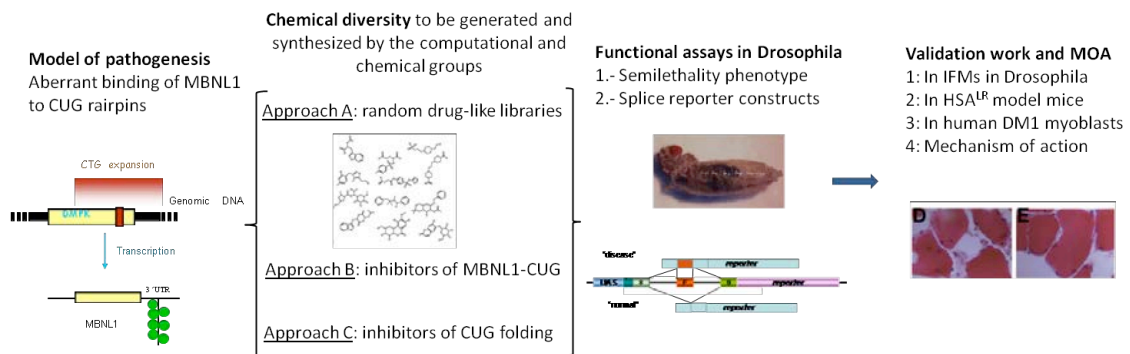 Model of pathogenesis
Aberrant binding of MBNL1
to CUG rairpins
CTG expansion
Genomic DNA
DMPK
Transcription
3 'UTR
MBNL1
Chemical diversity to be generated and
synthesized by the computational and
chemical groups
Approach A: random drug-like libraries
Approach B: inhibitors of MBNL1-CUG
Approach C: inhibitors of CUG folding
Functional assays in Drosophila
1.- Semilethality phenotype
2.- Splice reporter constructs
"disease"
reporter
UAS
reporter
"normal"
reporter
Validation work and MOA
1: In IFMs in Drosophila
2: In HSA^LR model mice
3: In human DM1 myoblasts
4: Mechanism of action
D
E